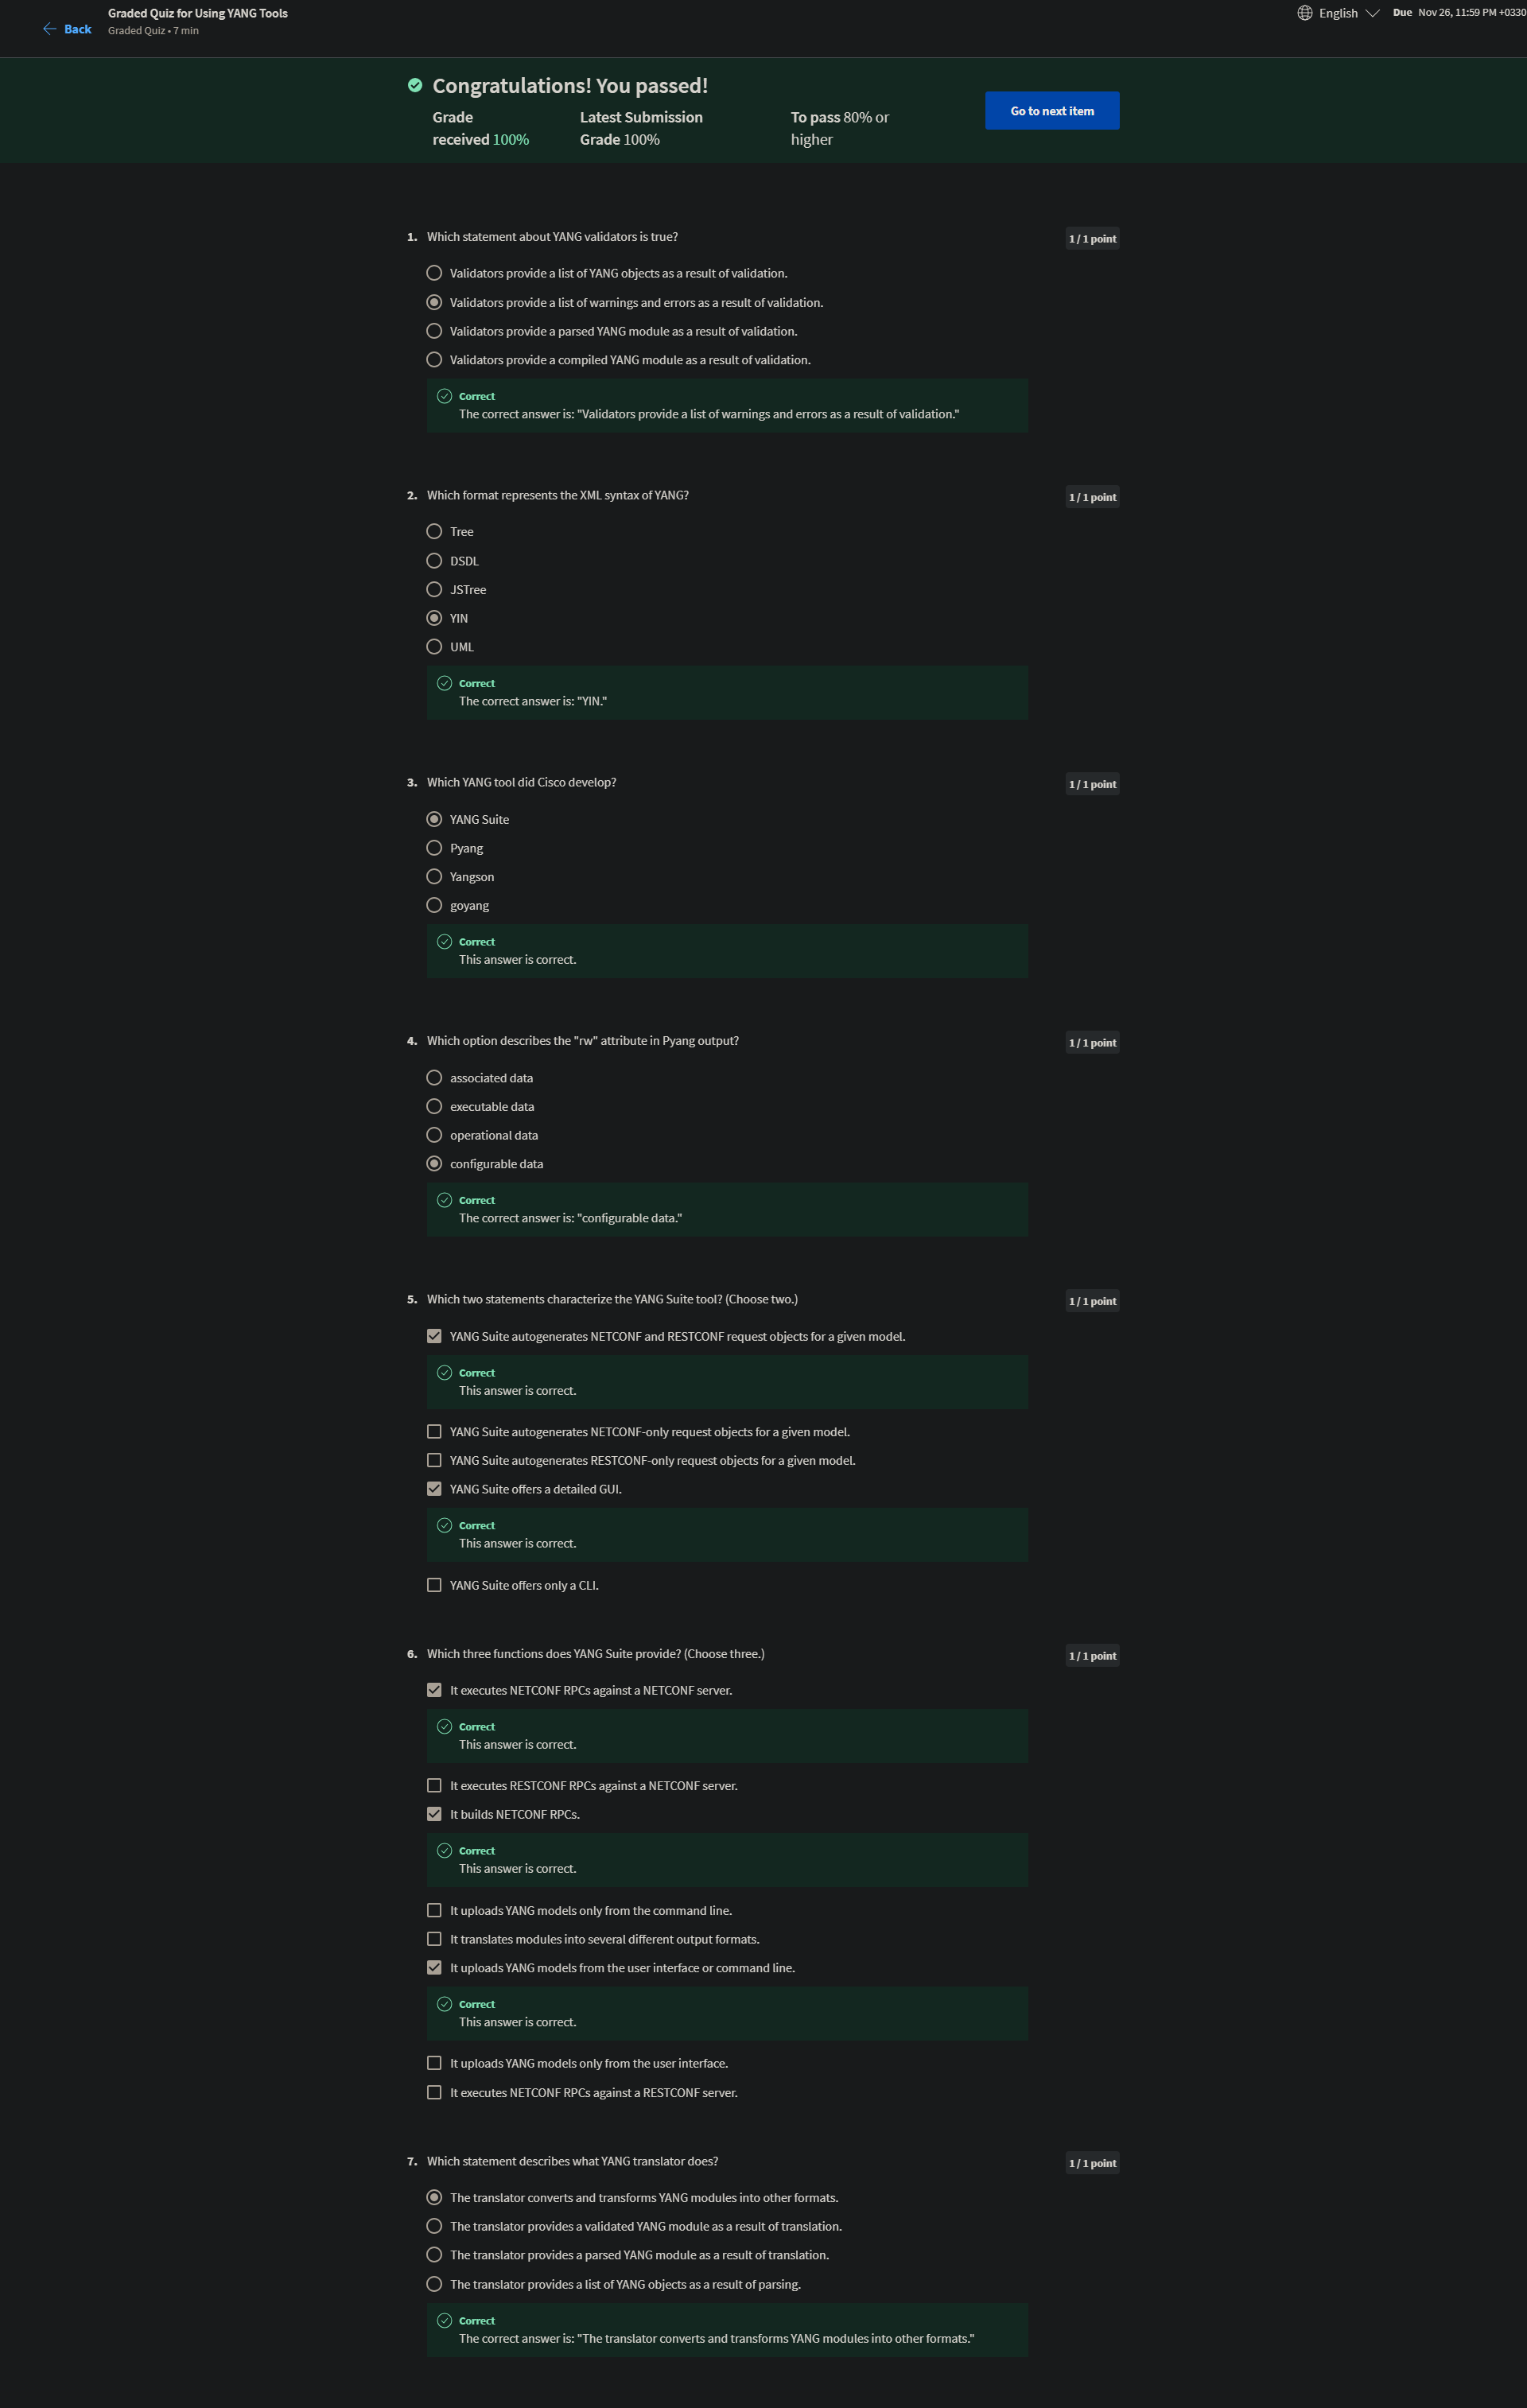 Back
Graded Quiz for Using YANG Tools
Graded Quiz • 7 min
English
Due Nov 26, 11:59 PM +0330
Congratulations! You passed!
Grade
received 100%
Latest Submission
Grade 100%
To pass 80% or
higher
Go to next item
1. Which statement about YANG validators is true?
1 / 1 point
Validators provide a list of YANG objects as a result of validation.
Validators provide a list of warnings and errors as a result of validation.
Validators provide a parsed YANG module as a result of validation.
Validators provide a compiled YANG module as a result of validation.
Correct
The correct answer is: "Validators provide a list of warnings and errors as a result of validation."
2. Which format represents the XML syntax of YANG?
1 / 1 point
Tree
DSDL
JSTree
YIN
UML
Correct
The correct answer is: "YIN."
3. Which YANG tool did Cisco develop?
1 / 1 point
YANG Suite
Pyang
Yangson
goyang
Correct
This answer is correct.
4. Which option describes the "rw" attribute in Pyang output?
1 / 1 point
associated data
executable data
operational data
configurable data
Correct
The correct answer is: "configurable data."
5. Which two statements characterize the YANG Suite tool? (Choose two.)
1 / 1 point
YANG Suite autogenerates NETCONF and RESTCONF request objects for a given model.
Correct
This answer is correct.
YANG Suite autogenerates NETCONF-only request objects for a given model.
YANG Suite autogenerates RESTCONF-only request objects for a given model.
YANG Suite offers a detailed GUI.
Correct
This answer is correct.
YANG Suite offers only a CLI.
6. Which three functions does YANG Suite provide? (Choose three.)
1 / 1 point
It executes NETCONF RPCs against a NETCONF server.
Correct
This answer is correct.
It executes RESTCONF RPCs against a NETCONF server.
It builds NETCONF RPCs.
Correct
This answer is correct.
It uploads YANG models only from the command line.
It translates modules into several different output formats.
It uploads YANG models from the user interface or command line.
Correct
This answer is correct.
It uploads YANG models only from the user interface.
It executes NETCONF RPCs against a RESTCONF server.
7. Which statement describes what YANG translator does?
1 / 1 point
The translator converts and transforms YANG modules into other formats.
The translator provides a validated YANG module as a result of translation.
The translator provides a parsed YANG module as a result of translation.
The translator provides a list of YANG objects as a result of parsing.
Correct
The correct answer is: "The translator converts and transforms YANG modules into other formats."